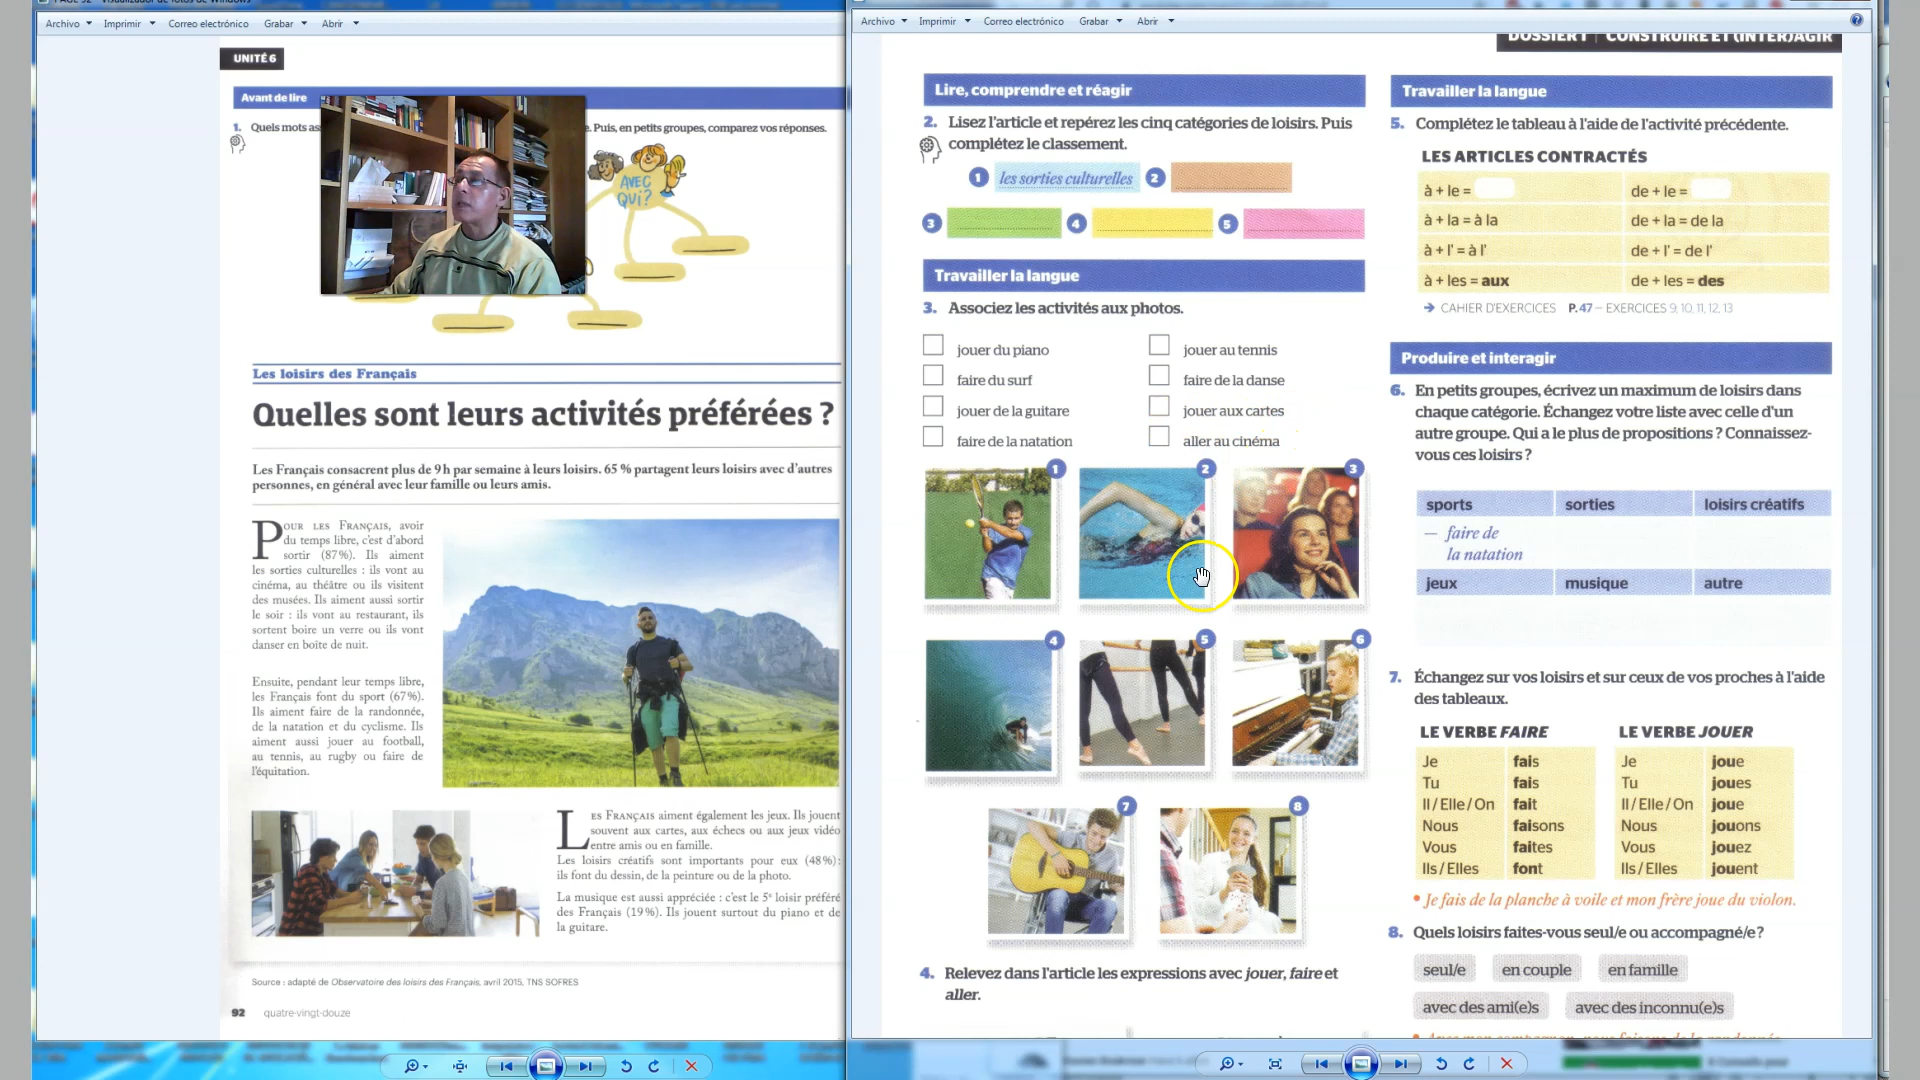 Archivo
Imprimir
Correo electrónico
Grabar
Abrir
UNITÉ 6
Avant de lire
1. Quels mots as
e. Puis, en petits groupes, comparez vos réponses.
AVEC
QUI?
Les loisirs des Français
Quelles sont leurs activités préférées ?
Les Français consacrent plus de 9 h par semaine à leurs loisirs. 65 % partagent leurs loisirs avec d'autres
personnes, en général avec leur famille ou leurs amis.
POUR LES FRANÇAIS, avoir
du temps libre, c'est d'abord
sortir (87%). Ils aiment
les sorties culturelles : ils vont au
cinéma, au théâtre ou ils visitent
des musées. Ils aiment aussi sortir
le soir : ils vont au restaurant, ils
sortent boire un verre ou ils vont
danser en boîte de nuit.
Ensuite, pendant leur temps libre,
les Français font du sport (67%).
Ils aiment faire de la randonnée,
de la natation et du cyclisme. Ils
aiment aussi jouer au football,
au tennis, au rugby ou faire de
l'équitation.
LES FRANÇAIS aiment également les jeux. Ils jouent
souvent aux cartes, aux échecs ou aux jeux vidéo
entre amis ou en famille.
Les loisirs créatifs sont importants pour eux (48%) :
ils font du dessin, de la peinture ou de la photo.
La musique est aussi appréciée : c'est le 5e loisir préféré
des Français (19%). Ils jouent surtout du piano et de
la guitare.
Source : adapté de Observatoire des loisirs des Français, avril 2015, TNS SOFRES
92 quatre-vingt-douze
Archivo
Imprimir
Correo electrónico
Grabar
Abrir
DOSSIER 1 | CONSTRUIRE ET (INTER)AGIR
Lire, comprendre et réagir
2. Lisez l'article et repérez les cinq catégories de loisirs. Puis
complétez le classement.
1 les sorties culturelles 2
3 4 5
Travailler la langue
3. Associez les activités aux photos.
jouer du piano
jouer au tennis
faire du surf
faire de la danse
jouer de la guitare
jouer aux cartes
faire de la natation
aller au cinéma
1 2 3
4 5 6
7 8
4. Relevez dans l'article les expressions avec jouer, faire et
aller.
Travailler la langue
5. Complétez le tableau à l'aide de l'activité précédente.
LES ARTICLES CONTRACTÉS
à + le = de + le =
à + la = à la de + la = de la
à + l' = à l' de + l' = de l'
à + les = aux de + les = des
→ CAHIER D'EXERCICES P. 47 – EXERCICES 9, 10, 11, 12, 13
Produire et interagir
6. En petits groupes, écrivez un maximum de loisirs dans
chaque catégorie. Échangez votre liste avec celle d'un
autre groupe. Qui a le plus de propositions ? Connaissez-
vous ces loisirs ?
sports sorties loisirs créatifs
— faire de
la natation
jeux musique autre
7. Échangez sur vos loisirs et sur ceux de vos proches à l'aide
des tableaux.
LE VERBE FAIRE LE VERBE JOUER
Je fais Je joue
Tu fais Tu joues
Il / Elle / On fait Il / Elle / On joue
Nous faisons Nous jouons
Vous faites Vous jouez
Ils / Elles font Ils / Elles jouent
• Je fais de la planche à voile et mon frère joue du violon.
8. Quels loisirs faites-vous seul/e ou accompagné/e ?
seul/e en couple en famille
avec des ami(e)s avec des inconnu(e)s